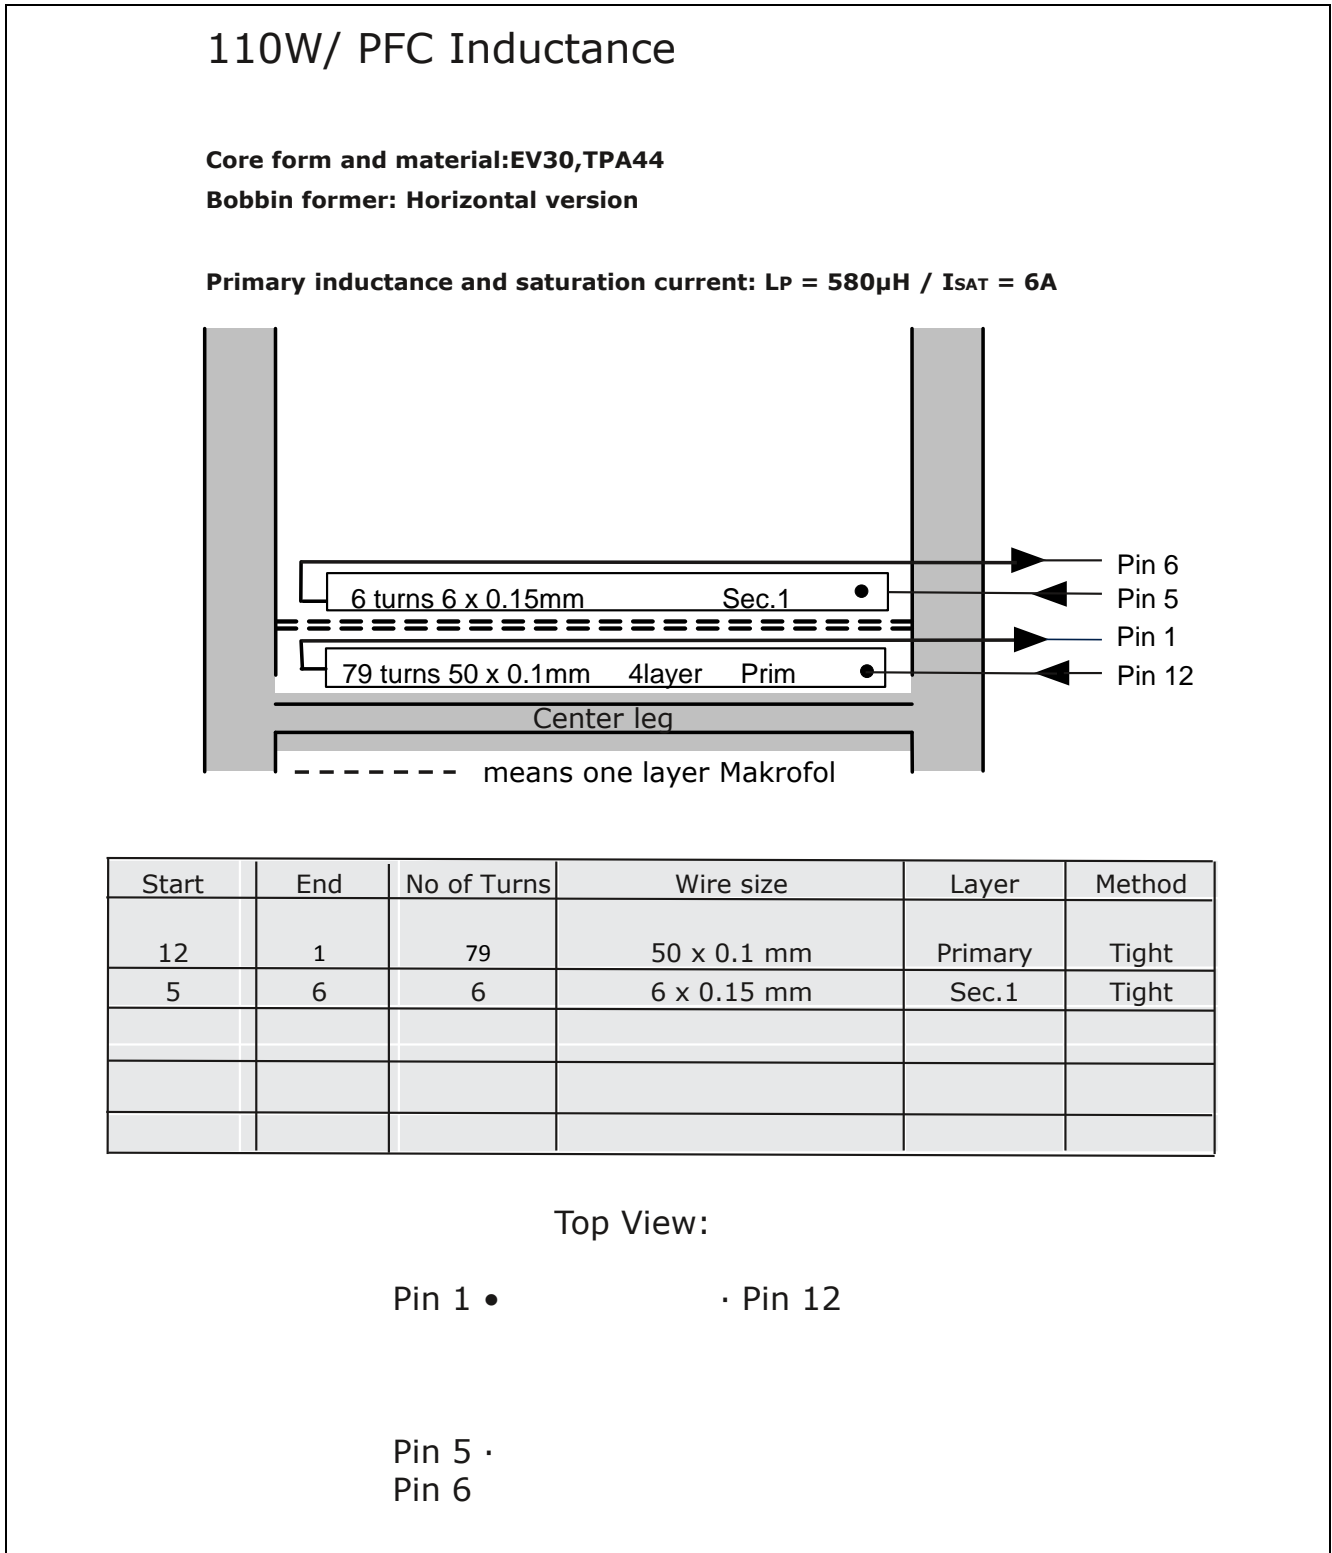 110W/ PFC Inductance
Core form and material:EV30,TPA44
Bobbin former: Horizontal version
Primary inductance and saturation current: LP = 580µH / ISAT = 6A
Pin 6
6 turns 6 x 0.15mm Sec.1 Pin 5
Pin 1
79 turns 50 x 0.1mm 4layer Prim Pin 12
Center leg
means one layer Makrofol
Start End No of Turns Wire size Layer Method
12 1 79 50 x 0.1 mm Primary Tight
5 6 6 6 x 0.15 mm Sec.1 Tight
Top View:
Pin 1 • · Pin 12
Pin 5 ·
Pin 6